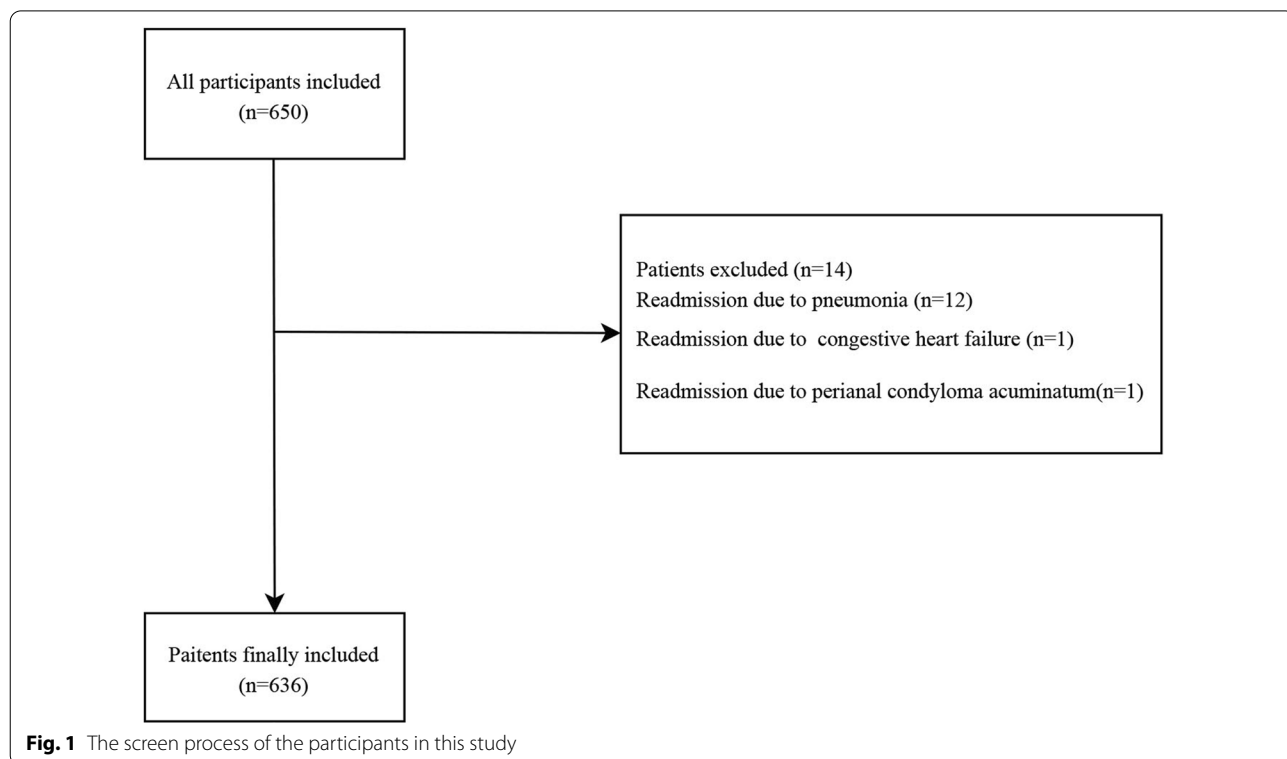 All participants included
(n=650)
Patients excluded (n=14)
Readmission due to pneumonia (n=12)
Readmission due to  congestive heart failure (n=1)
Readmission due to perianal condyloma acuminatum(n=1)
Paitents finally included
(n=636)
Fig. 1 The screen process of the participants in this study